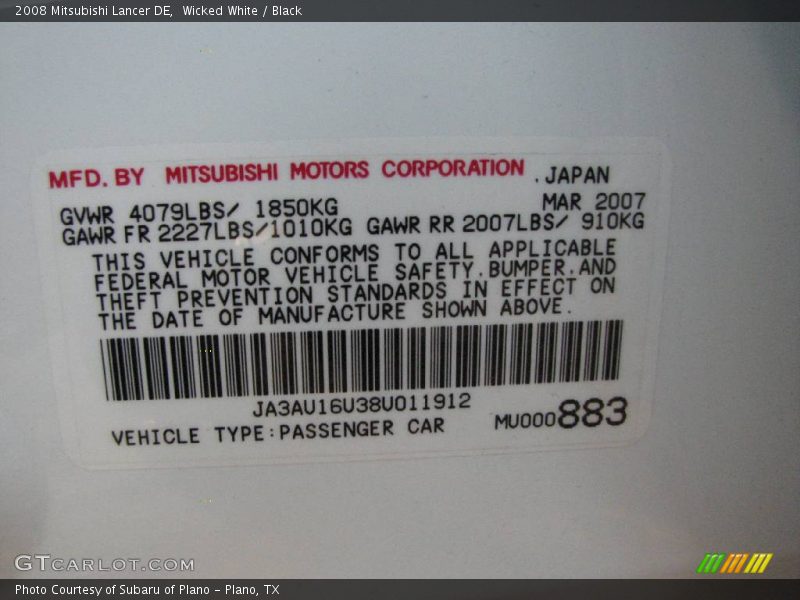 2008 Mitsubishi Lancer DE,  Wicked White / Black
MFD. BY MITSUBISHI MOTORS CORPORATION . JAPAN
GVWR 4079LBS/ 1850KG MAR 2007
GAWR FR 2227LBS/1010KG GAWR RR 2007LBS/ 910KG
THIS VEHICLE CONFORMS TO ALL APPLICABLE
FEDERAL MOTOR VEHICLE SAFETY.BUMPER.AND
THEFT PREVENTION STANDARDS IN EFFECT ON
THE DATE OF MANUFACTURE SHOWN ABOVE.
JA3AU16U38U011912
VEHICLE TYPE:PASSENGER CAR MU000883
GTCARLOT.COM
Photo Courtesy of Subaru of Plano - Plano, TX